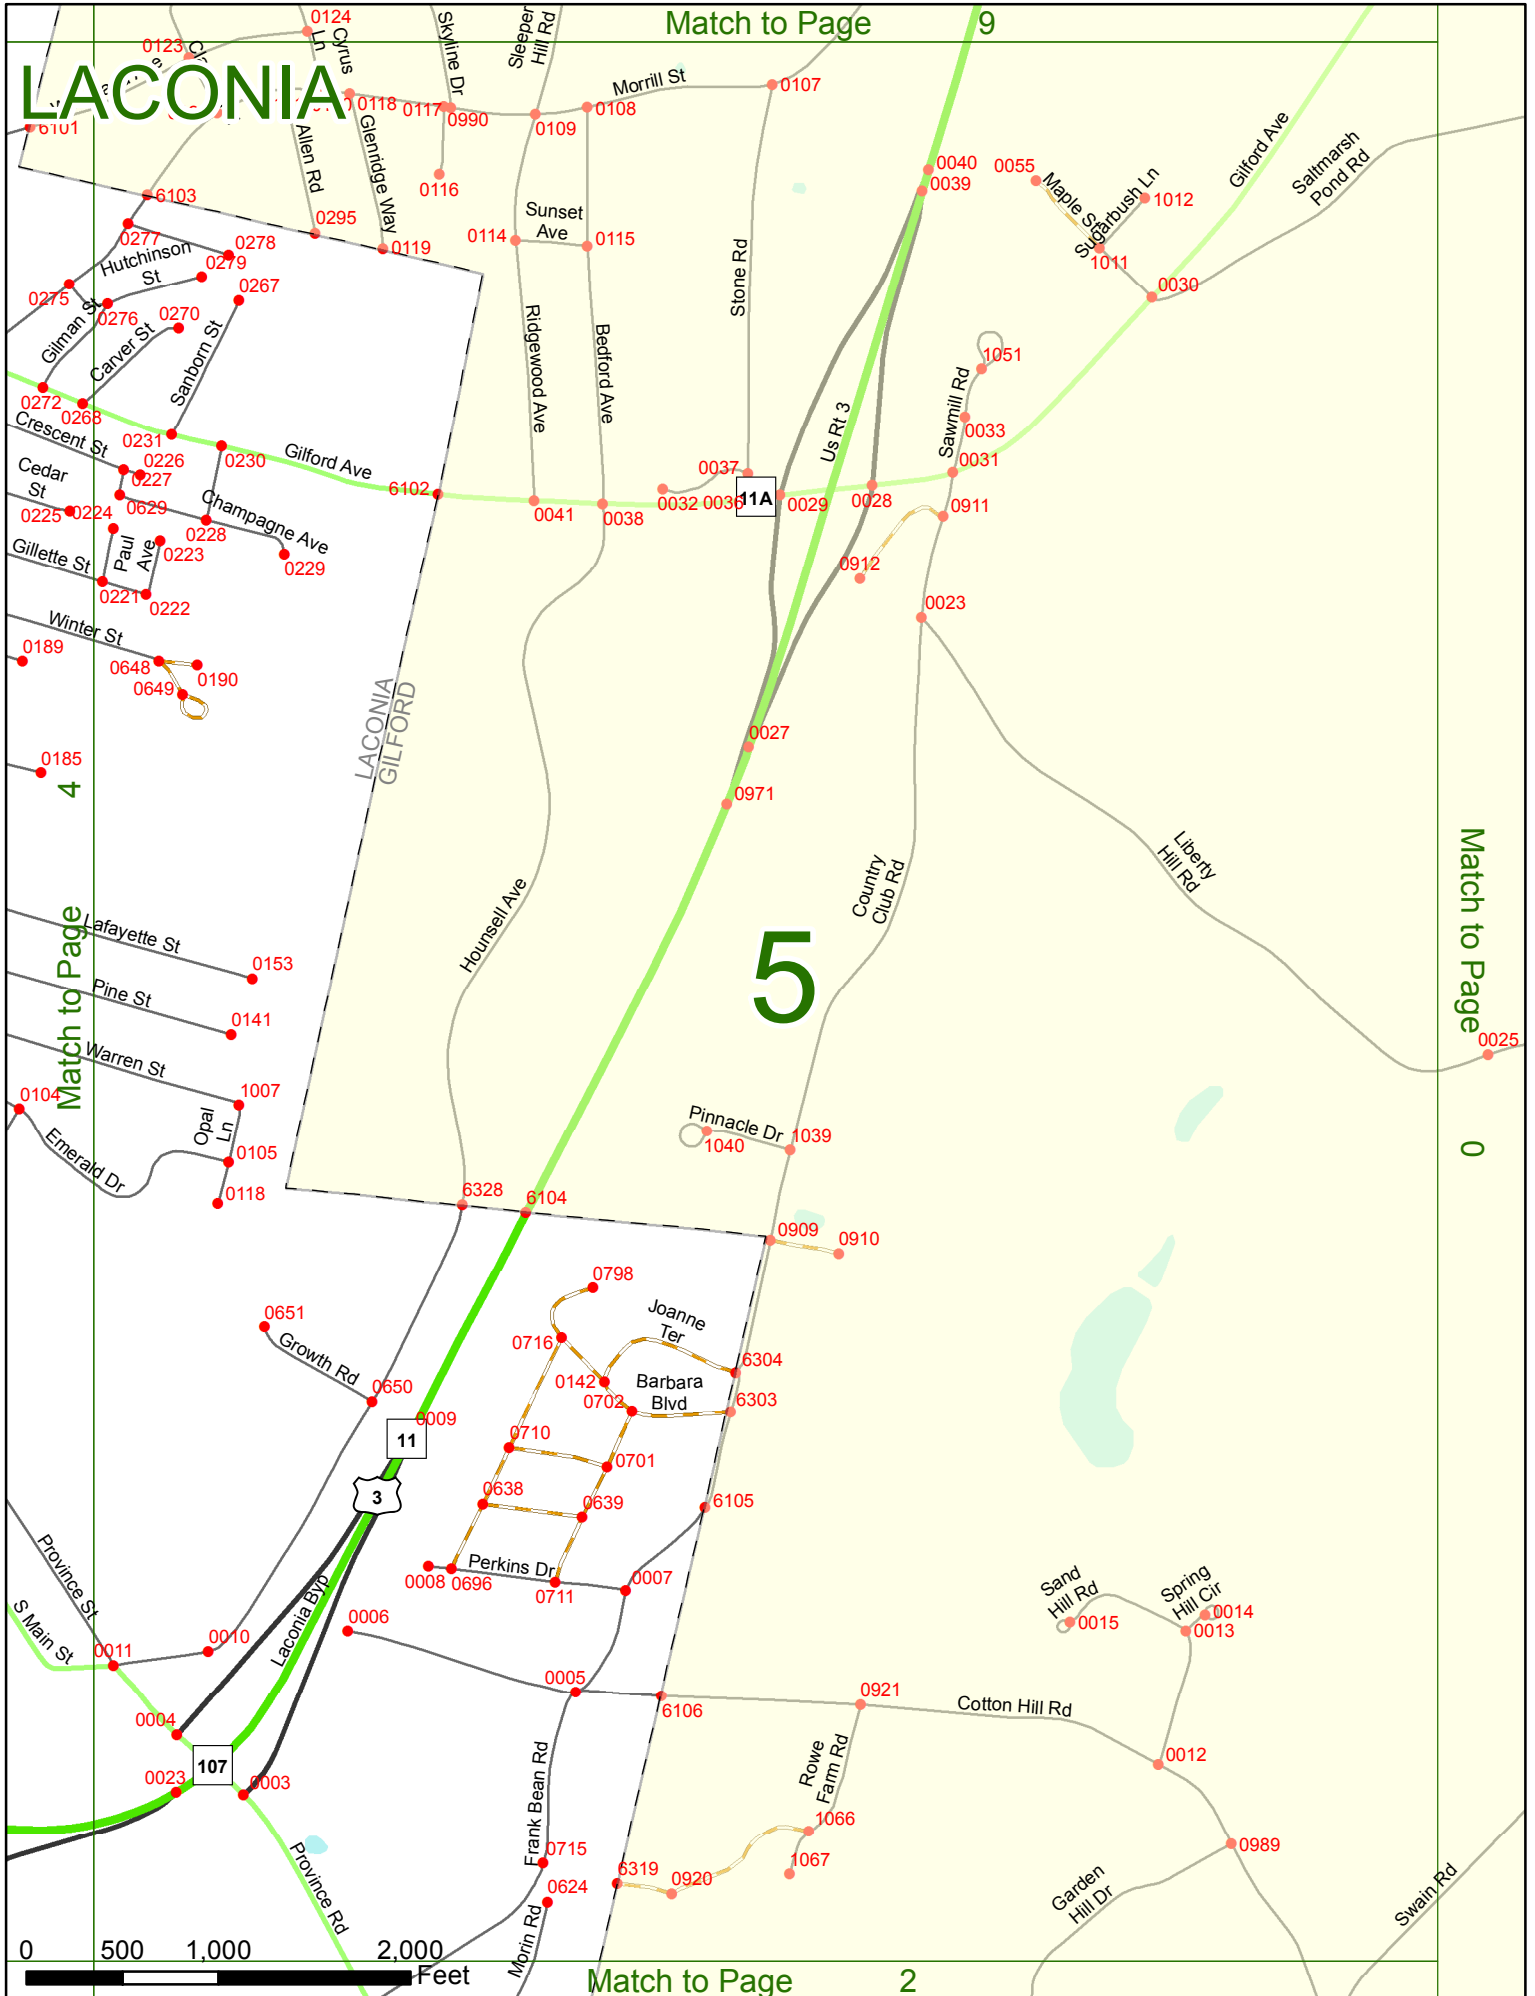 Match to Page 9
LACONIA
0124
0123
Cyrus
Ln
Skyline Dr
Sleeper
Hill Rd
Morrill St
0107
6101
0118
0117
0990
0109
0108
Allen Rd
Glenridge Way
0116
0040
0039
0055
Maple St
Sugarbush Ln
1012
1011
Gilford Ave
Saltmarsh
Pond Rd
6103
0277
0295
0119
0114
Sunset
Ave
0115
0278
Hutchinson
St
0279
0275
0276
0267
0270
Gilman St
Carver St
Sanborn St
Stone Rd
0030
Ridgewood Ave
Bedford Ave
1051
Sawmill Rd
0033
0272
0268
Us Rt 3
Crescent St
0231
0230
Gilford Ave
0226
0227
Cedar
St
6102
0037
0031
0225
0224
0629
0228
Champagne Ave
0041
0038
0032
0036
11A
0029
0028
0911
Paul
Ave
0223
0229
Gillette St
0221
0222
0912
0023
Winter St
0189
0648
0190
0649
LACONIA
GILFORD
0027
0185
4
0971
Country
Club Rd
Liberty
Hill Rd
Match to Page
0
Hounsell Ave
Match to Page
Lafayette St
0153
5
Pine St
0141
0025
Warren St
1007
0104
Opal
Ln
Emerald Dr
0105
0118
Pinnacle Dr
1039
1040
6328
6104
0909
0910
0798
0651
Growth Rd
0716
Joanne
Ter
6304
0650
0142
0702
Barbara
Blvd
6303
0009
11
0710
0701
3
0638
0639
6105
Province St
Perkins Dr
0008
0696
0711
0007
Sand
Hill Rd
Spring
Hill Cir
0014
0015
0013
S Main St
Laconia Byp
0006
0011
0010
0005
6106
0921
Cotton Hill Rd
0004
107
0023
0003
Frank Bean Rd
Rowe
Farm Rd
0012
1066
1067
0989
Province Rd
0715
0624
6319
0920
Garden
Hill Dr
Swain Rd
Morin Rd
0 500 1,000 2,000
Feet
Match to Page 2